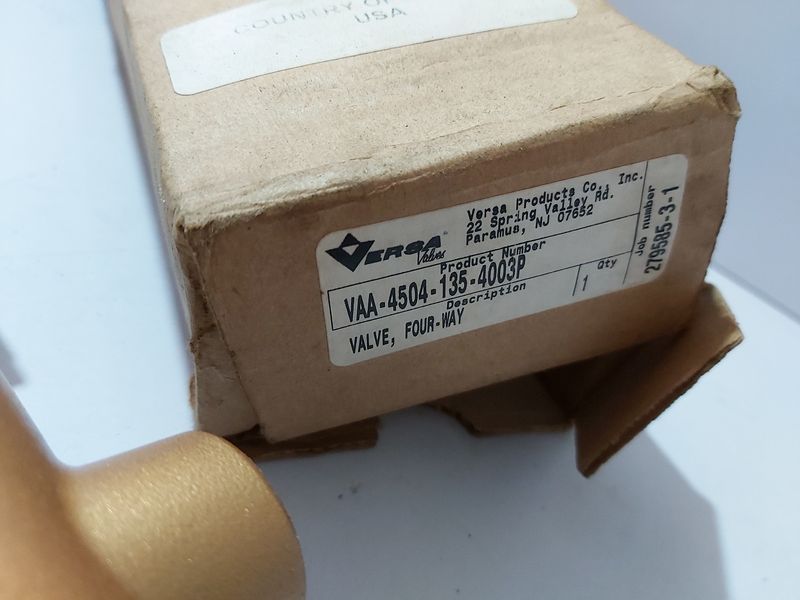 COUNTRY OF
USA
VERSA
Valves
Versa Products Co., Inc.
22 Spring Valley Rd.
Paramus, NJ 07652
Product Number
VAA-4504-135-4003P
Description
VALVE, FOUR-WAY
Qty
1
Job number
279585-3-1